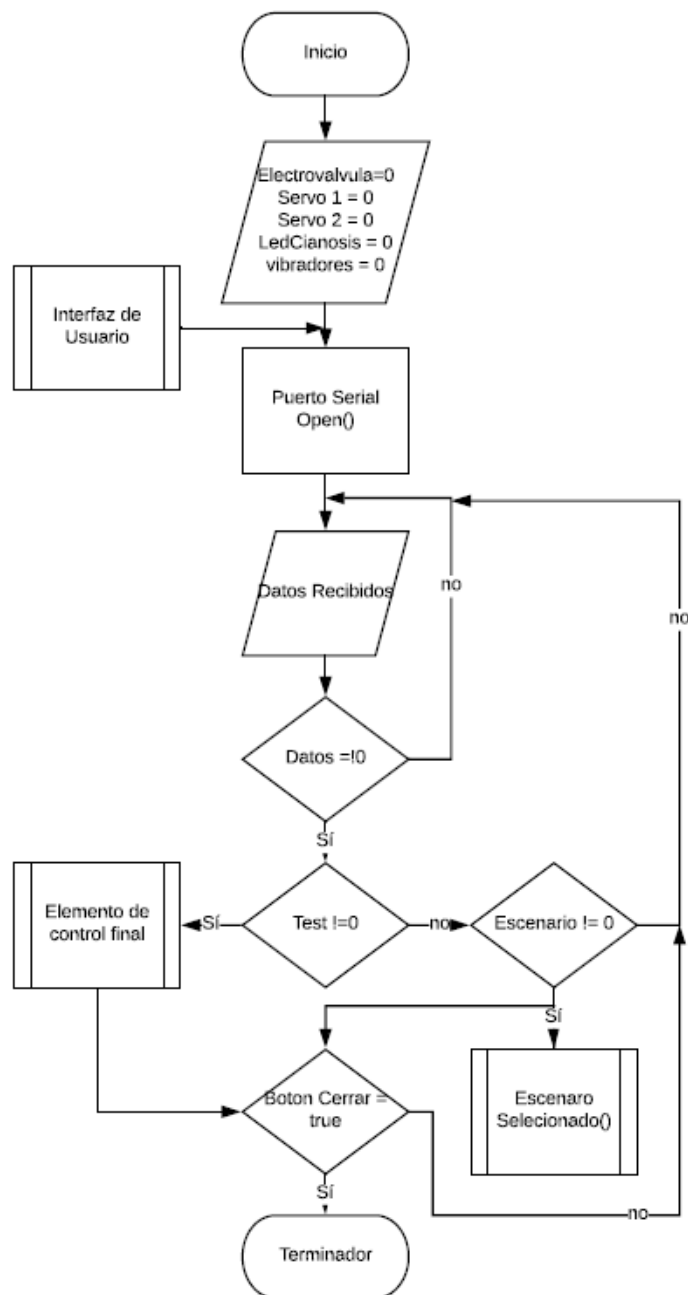 Inicio
Electrovalvula=0
Servo 1 = 0
Servo 2 = 0
LedCianosis = 0
vibradores = 0
Interfaz de
Usuario
Puerto Serial
Open()
Datos Recibidos
no
no
Datos =!0
Sí
Elemento de
control final
Sí
Test !=0
no
Escenario != 0
Sí
Boton Cerrar =
true
Escenaro
Selecionado()
Sí
no
Terminador